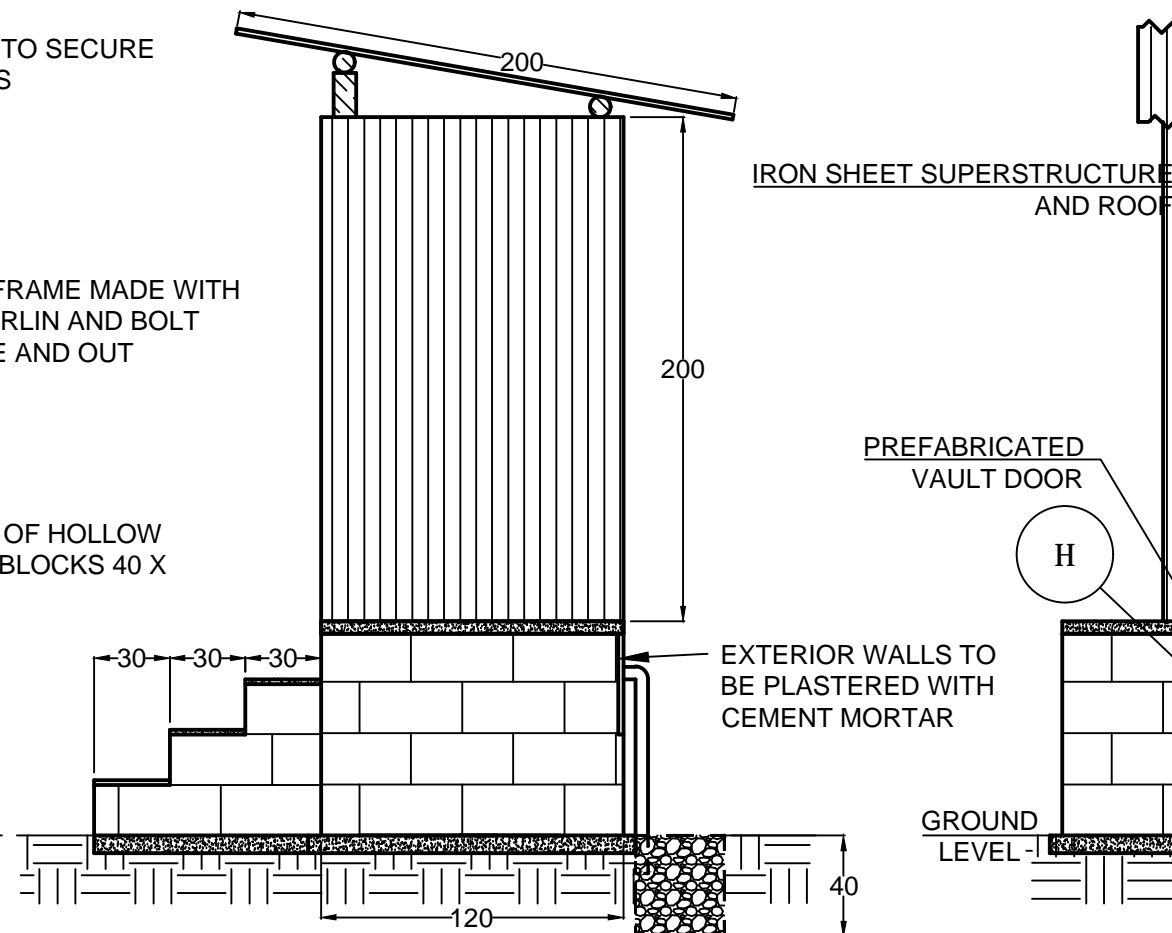 TO SECURE
S
200
IRON SHEET SUPERSTRUCTURE
AND ROOF
FRAME MADE WITH
RLIN AND BOLT
E AND OUT
200
PREFABRICATED
VAULT DOOR
OF HOLLOW
BLOCKS 40 X
H
30
30
30
EXTERIOR WALLS TO
BE PLASTERED WITH
CEMENT MORTAR
GROUND
LEVEL
40
120